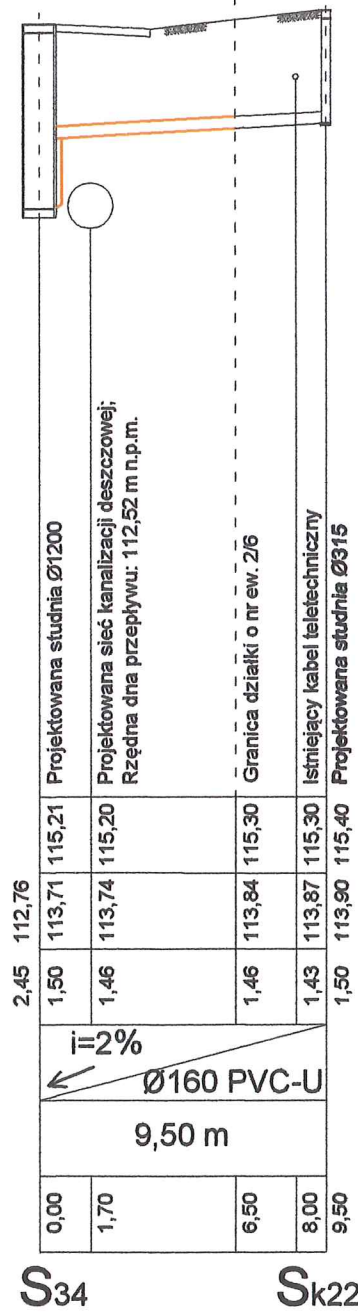 Projektowana studnia Ø1200
Projektowana sieć kanalizacji deszczowej;
Rzędna dna przepływu: 112,52 m n.p.m.
Granica działki o nr ew. 2/6
Istniejący kabel teletechniczny
Projektowana studnia Ø315
115,21
115,20
115,30
115,30
115,40
112,76
113,71
113,74
113,84
113,87
113,90
2,45
1,50
1,46
1,46
1,43
1,50
i=2%
Ø160 PVC-U
9,50 m
0,00
1,70
6,50
8,00
9,50
S34
Sk22